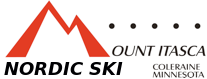 OUNT ITASCA
NORDIC SKI
COLERAINE
MINNESOTA